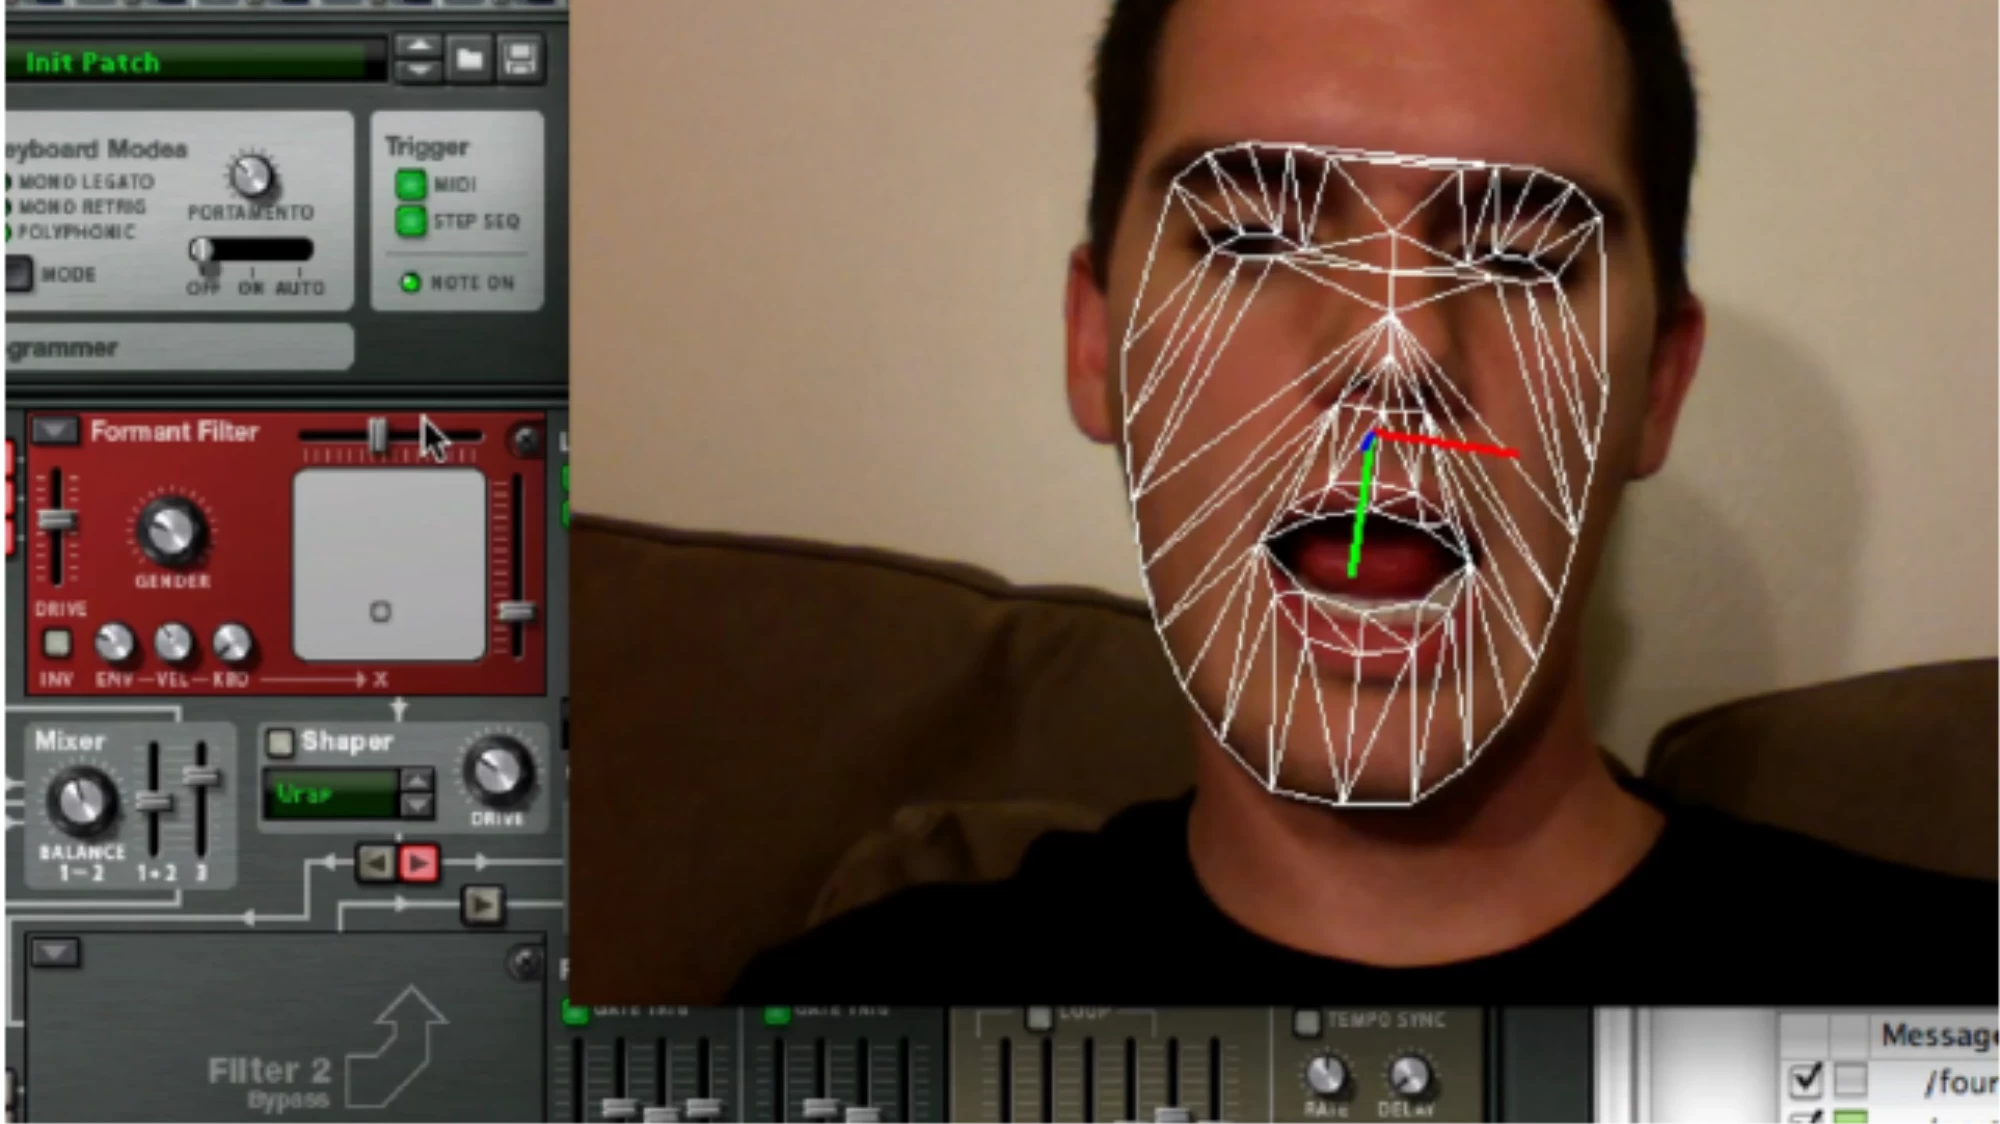 Init Patch
eyboard Modes
MONO LEGATO
MONO RETRIG
POLYPHONIC
MODE
PORTAMENTO
OFF ON AUTO
Trigger
MIDI
STEP SEQ
NOTE ON
grammer
Formant Filter
DRIVE
GENDER
INV ENV VEL KBD X
Mixer
BALANCE
1-2 1+2 3
Shaper
DRIVE
Filter 2
Bypass
GATE TRIG
GATE TRIG
LOOP
TEMPO SYNC
RATE DELAY
Messag
/four